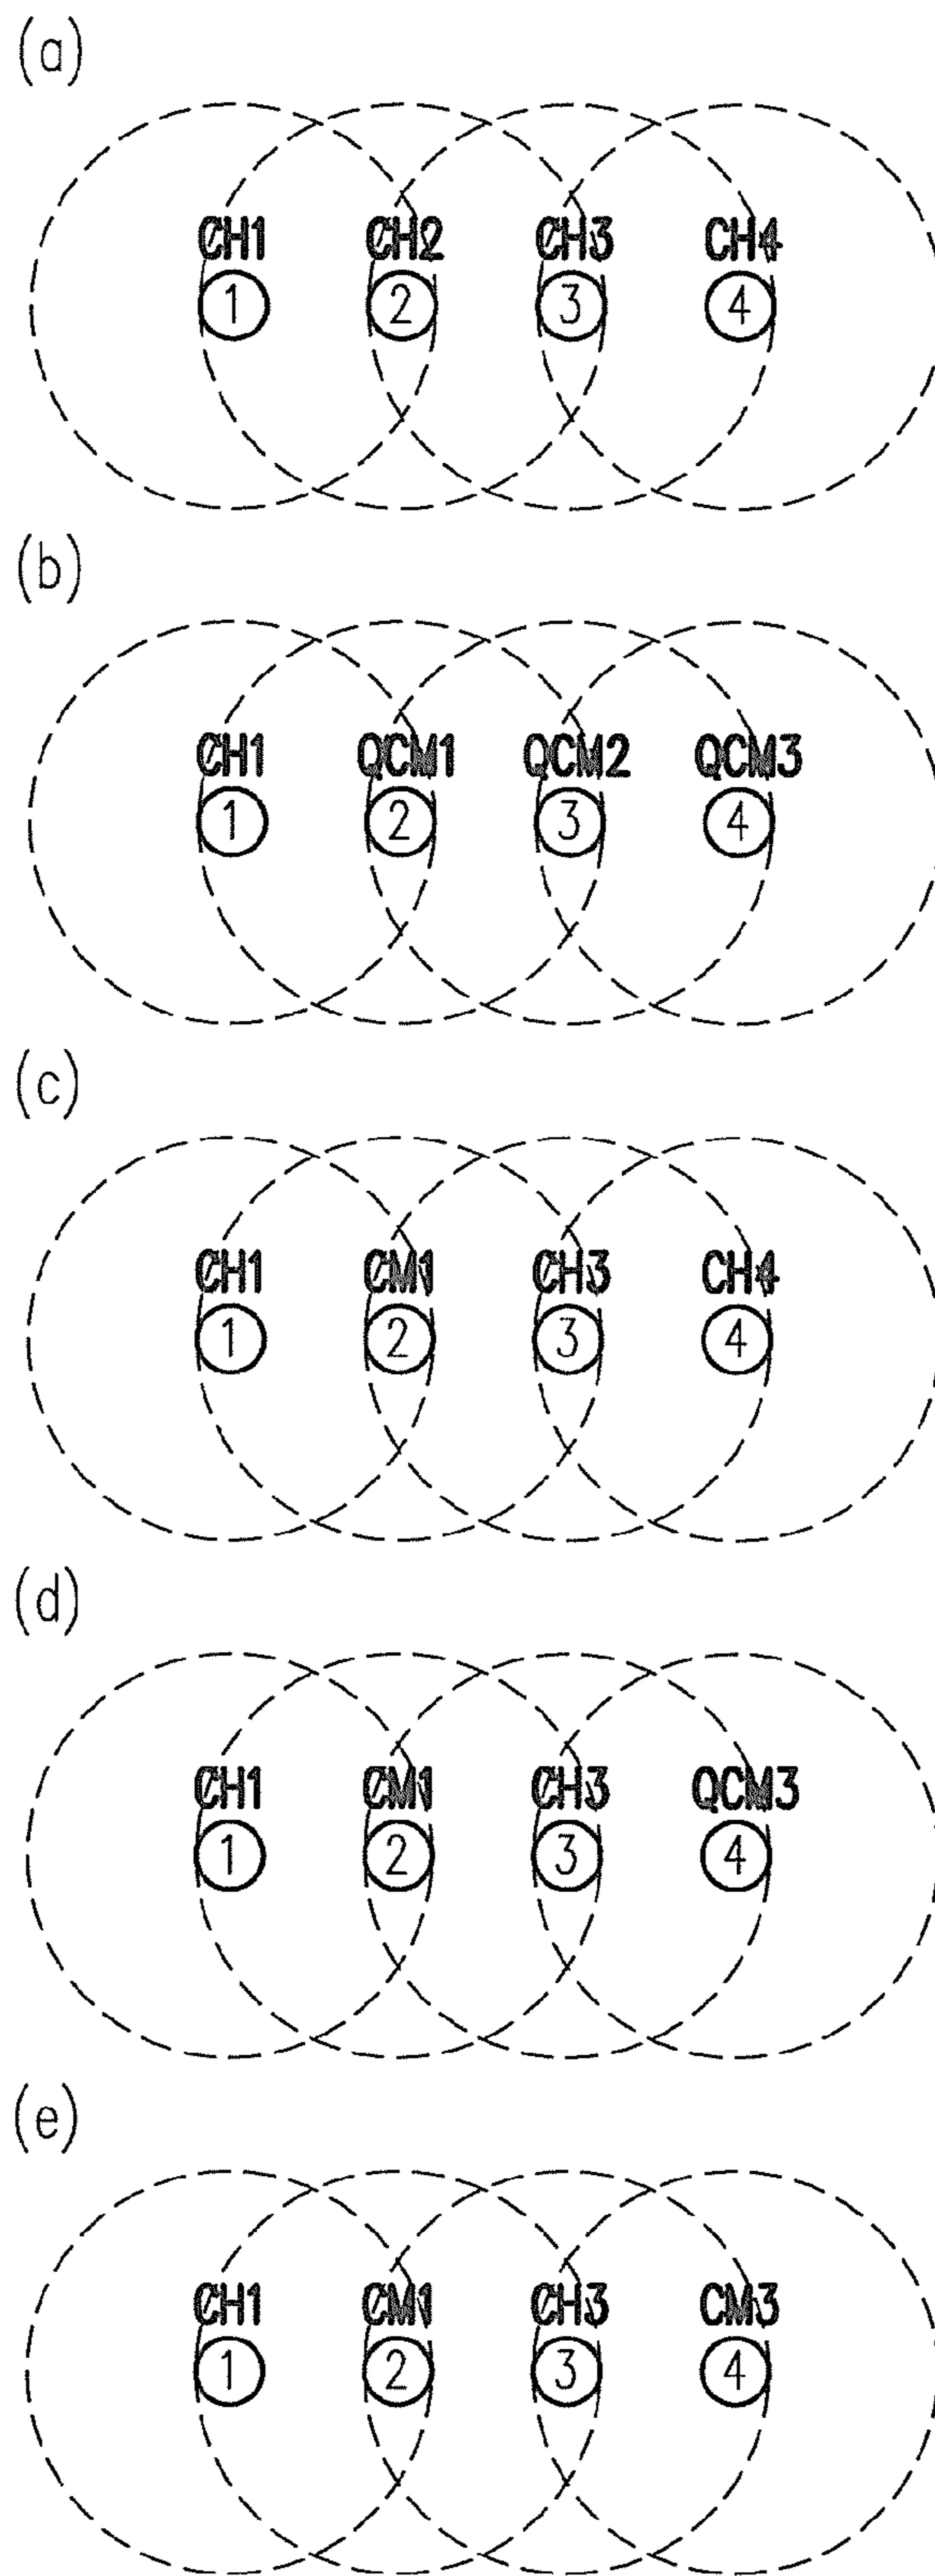 (a)
CH1 CH2 CH3 CH4
1 2 3 4
(b)
CH1 QCM1 QCM2 QCM3
1 2 3 4
(c)
CH1 CM1 CH3 CH4
1 2 3 4
(d)
CH1 CM1 CH3 QCM3
1 2 3 4
(e)
CH1 CM1 CH3 CM3
1 2 3 4